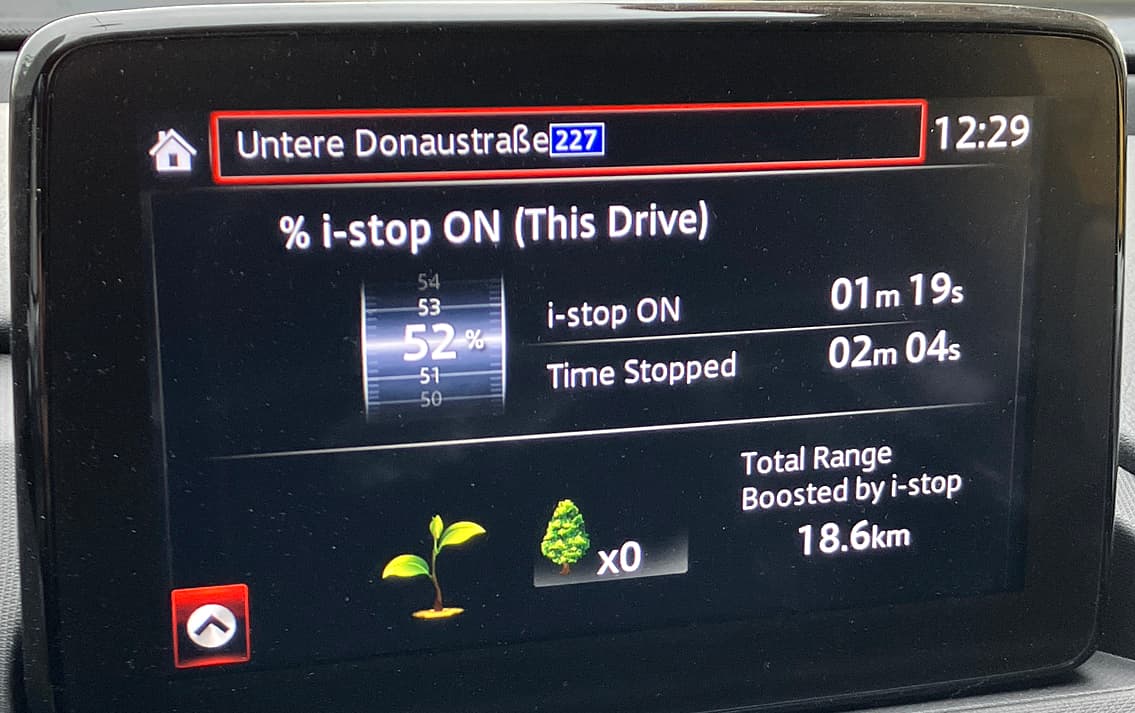 Untere Donaustraße 227 12:29
% i-stop ON (This Drive)
54
53
52 %
51
50
i-stop ON 01m 19s
Time Stopped 02m 04s
Total Range
Boosted by i-stop
18.6km
x0